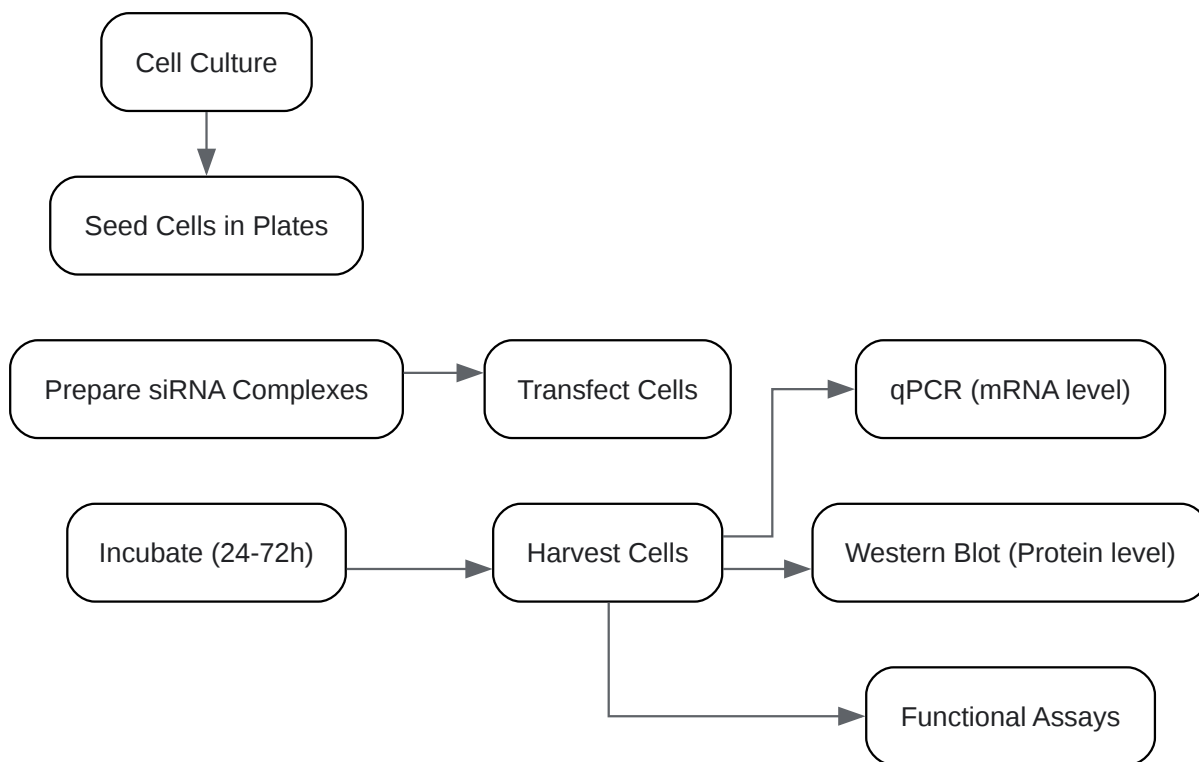 Cell Culture
Seed Cells in Plates
Prepare siRNA Complexes
Transfect Cells
qPCR (mRNA level)
Incubate (24-72h)
Harvest Cells
Western Blot (Protein level)
Functional Assays